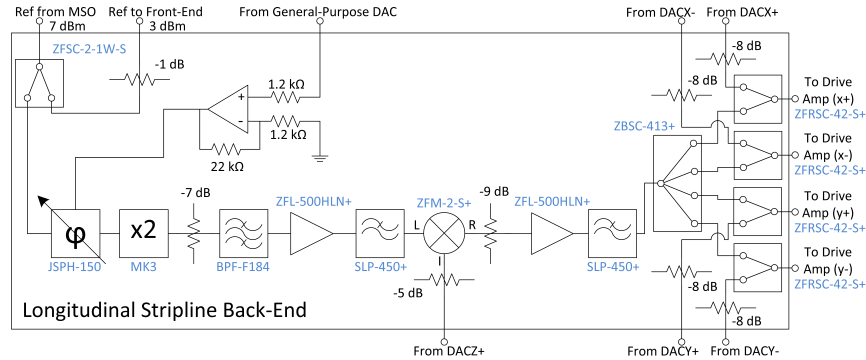 Ref from MSO
7 dBm
Ref to Front-End
3 dBm
From General-Purpose DAC
From DACX-
From DACX+
ZFSC-2-1W-S
-1 dB
-8 dB
-8 dB
1.2 kΩ
+
-
1.2 kΩ
22 kΩ
To Drive
Amp (x+)
ZFRSC-42-S+
ZBSC-413+
To Drive
Amp (x-)
ZFRSC-42-S+
-7 dB
ZFL-500HLN+
ZFM-2-S+
-9 dB
ZFL-500HLN+
To Drive
Amp (y+)
ZFRSC-42-S+
φ
x2
L
R
I
JSPH-150
MK3
BPF-F184
SLP-450+
SLP-450+
To Drive
Amp (y-)
ZFRSC-42-S+
-5 dB
-8 dB
-8 dB
Longitudinal Stripline Back-End
From DACZ+
From DACY+
From DACY-